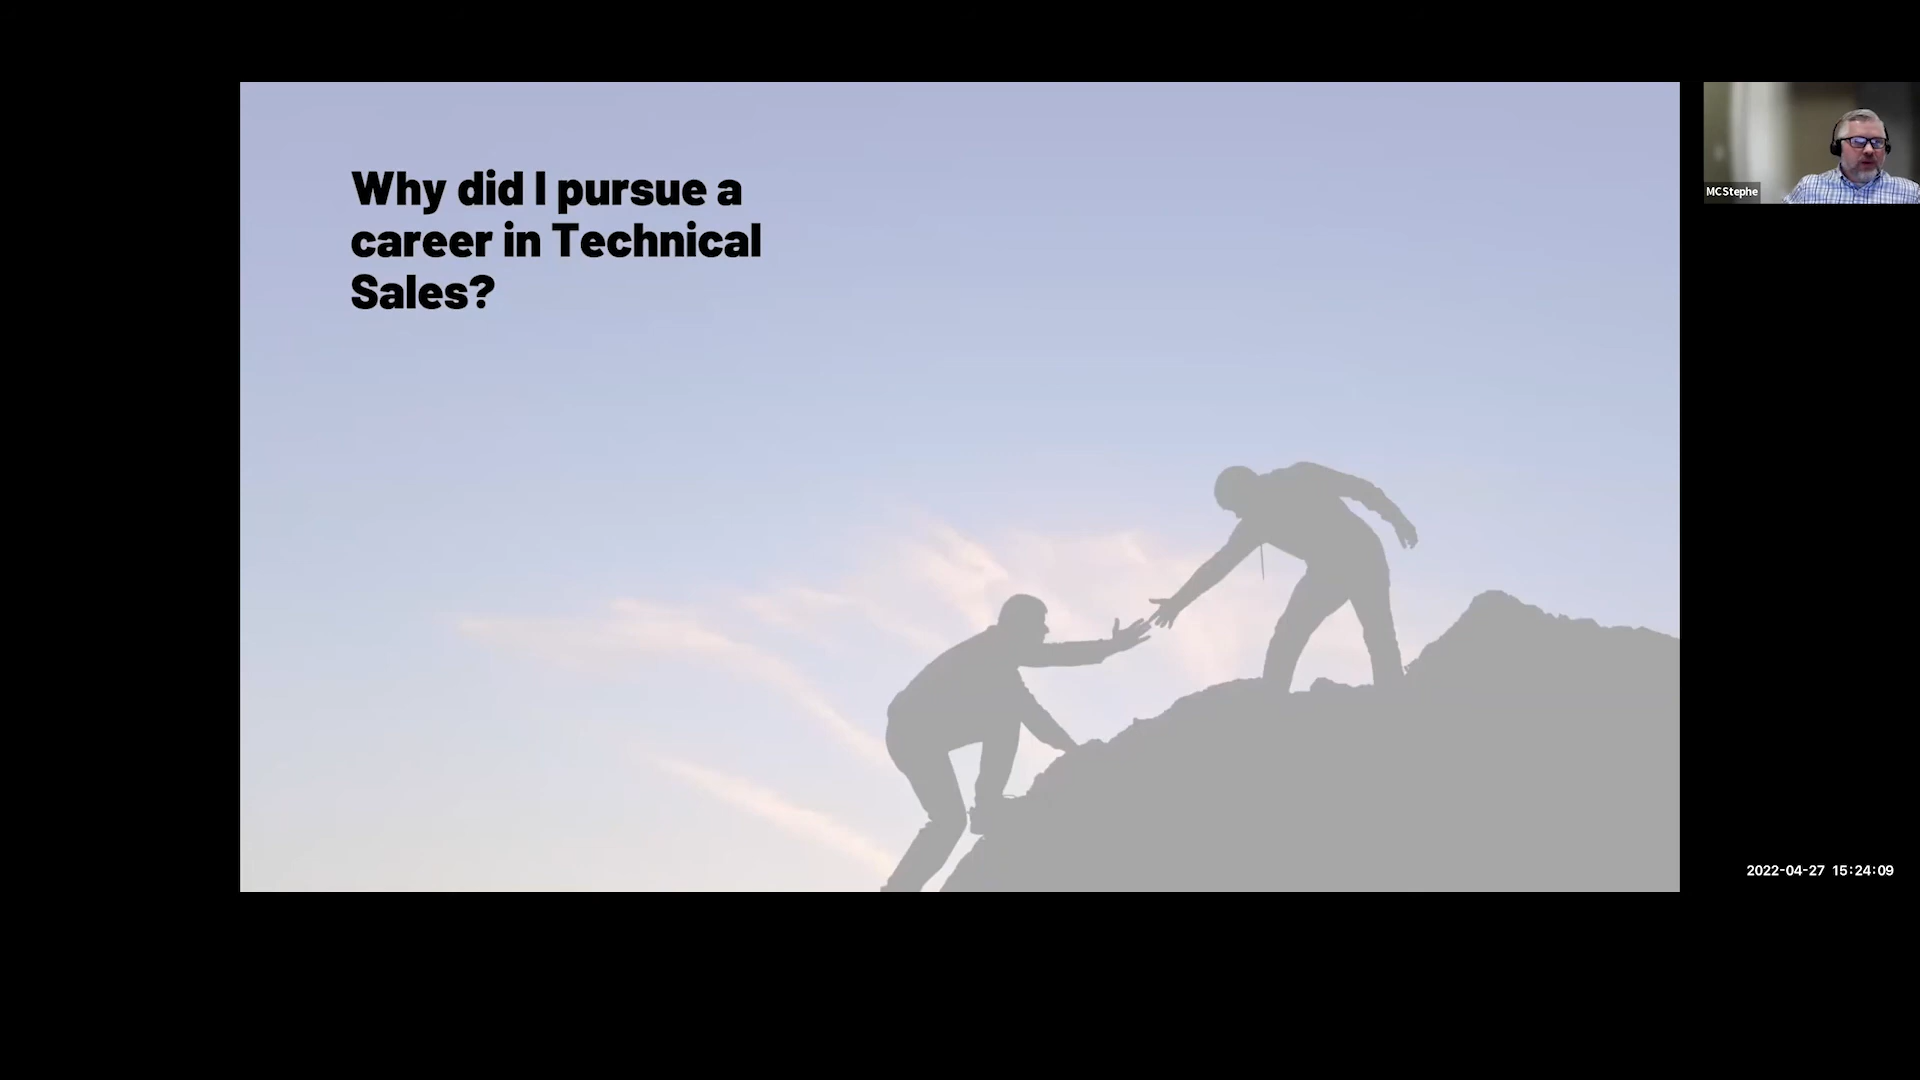 Why did I pursue a
career in Technical
Sales?
MCStephe
2022-04-27 15:24:09